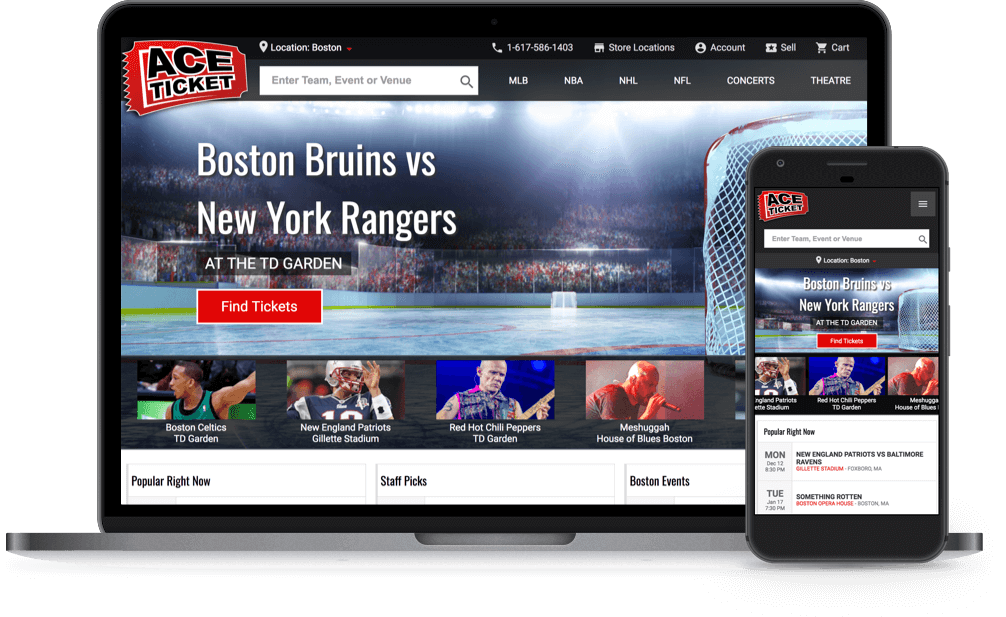 ACE
TICKET
Location: Boston
1-617-586-1403
Store Locations
Account
Sell
Cart
Enter Team, Event or Venue
MLB
NBA
NHL
NFL
CONCERTS
THEATRE
Boston Bruins vs
New York Rangers
AT THE TD GARDEN
Find Tickets
Boston Celtics
TD Garden
New England Patriots
Gillette Stadium
Red Hot Chili Peppers
TD Garden
Meshuggah
House of Blues Boston
Popular Right Now
Staff Picks
Boston Events
ACE
TICKET
Enter Team, Event or Venue
Location: Boston
Boston Bruins vs
New York Rangers
AT THE TD GARDEN
Find Tickets
ngland Patriots
ette Stadium
Red Hot Chili Peppers
TD Garden
Meshugga
House of Blues B
Popular Right Now
MON
Dec 12
8:30 PM
NEW ENGLAND PATRIOTS VS BALTIMORE
RAVENS
GILLETTE STADIUM - FOXBORO, MA
TUE
Jan 17
7:30 PM
SOMETHING ROTTEN
BOSTON OPERA HOUSE - BOSTON, MA